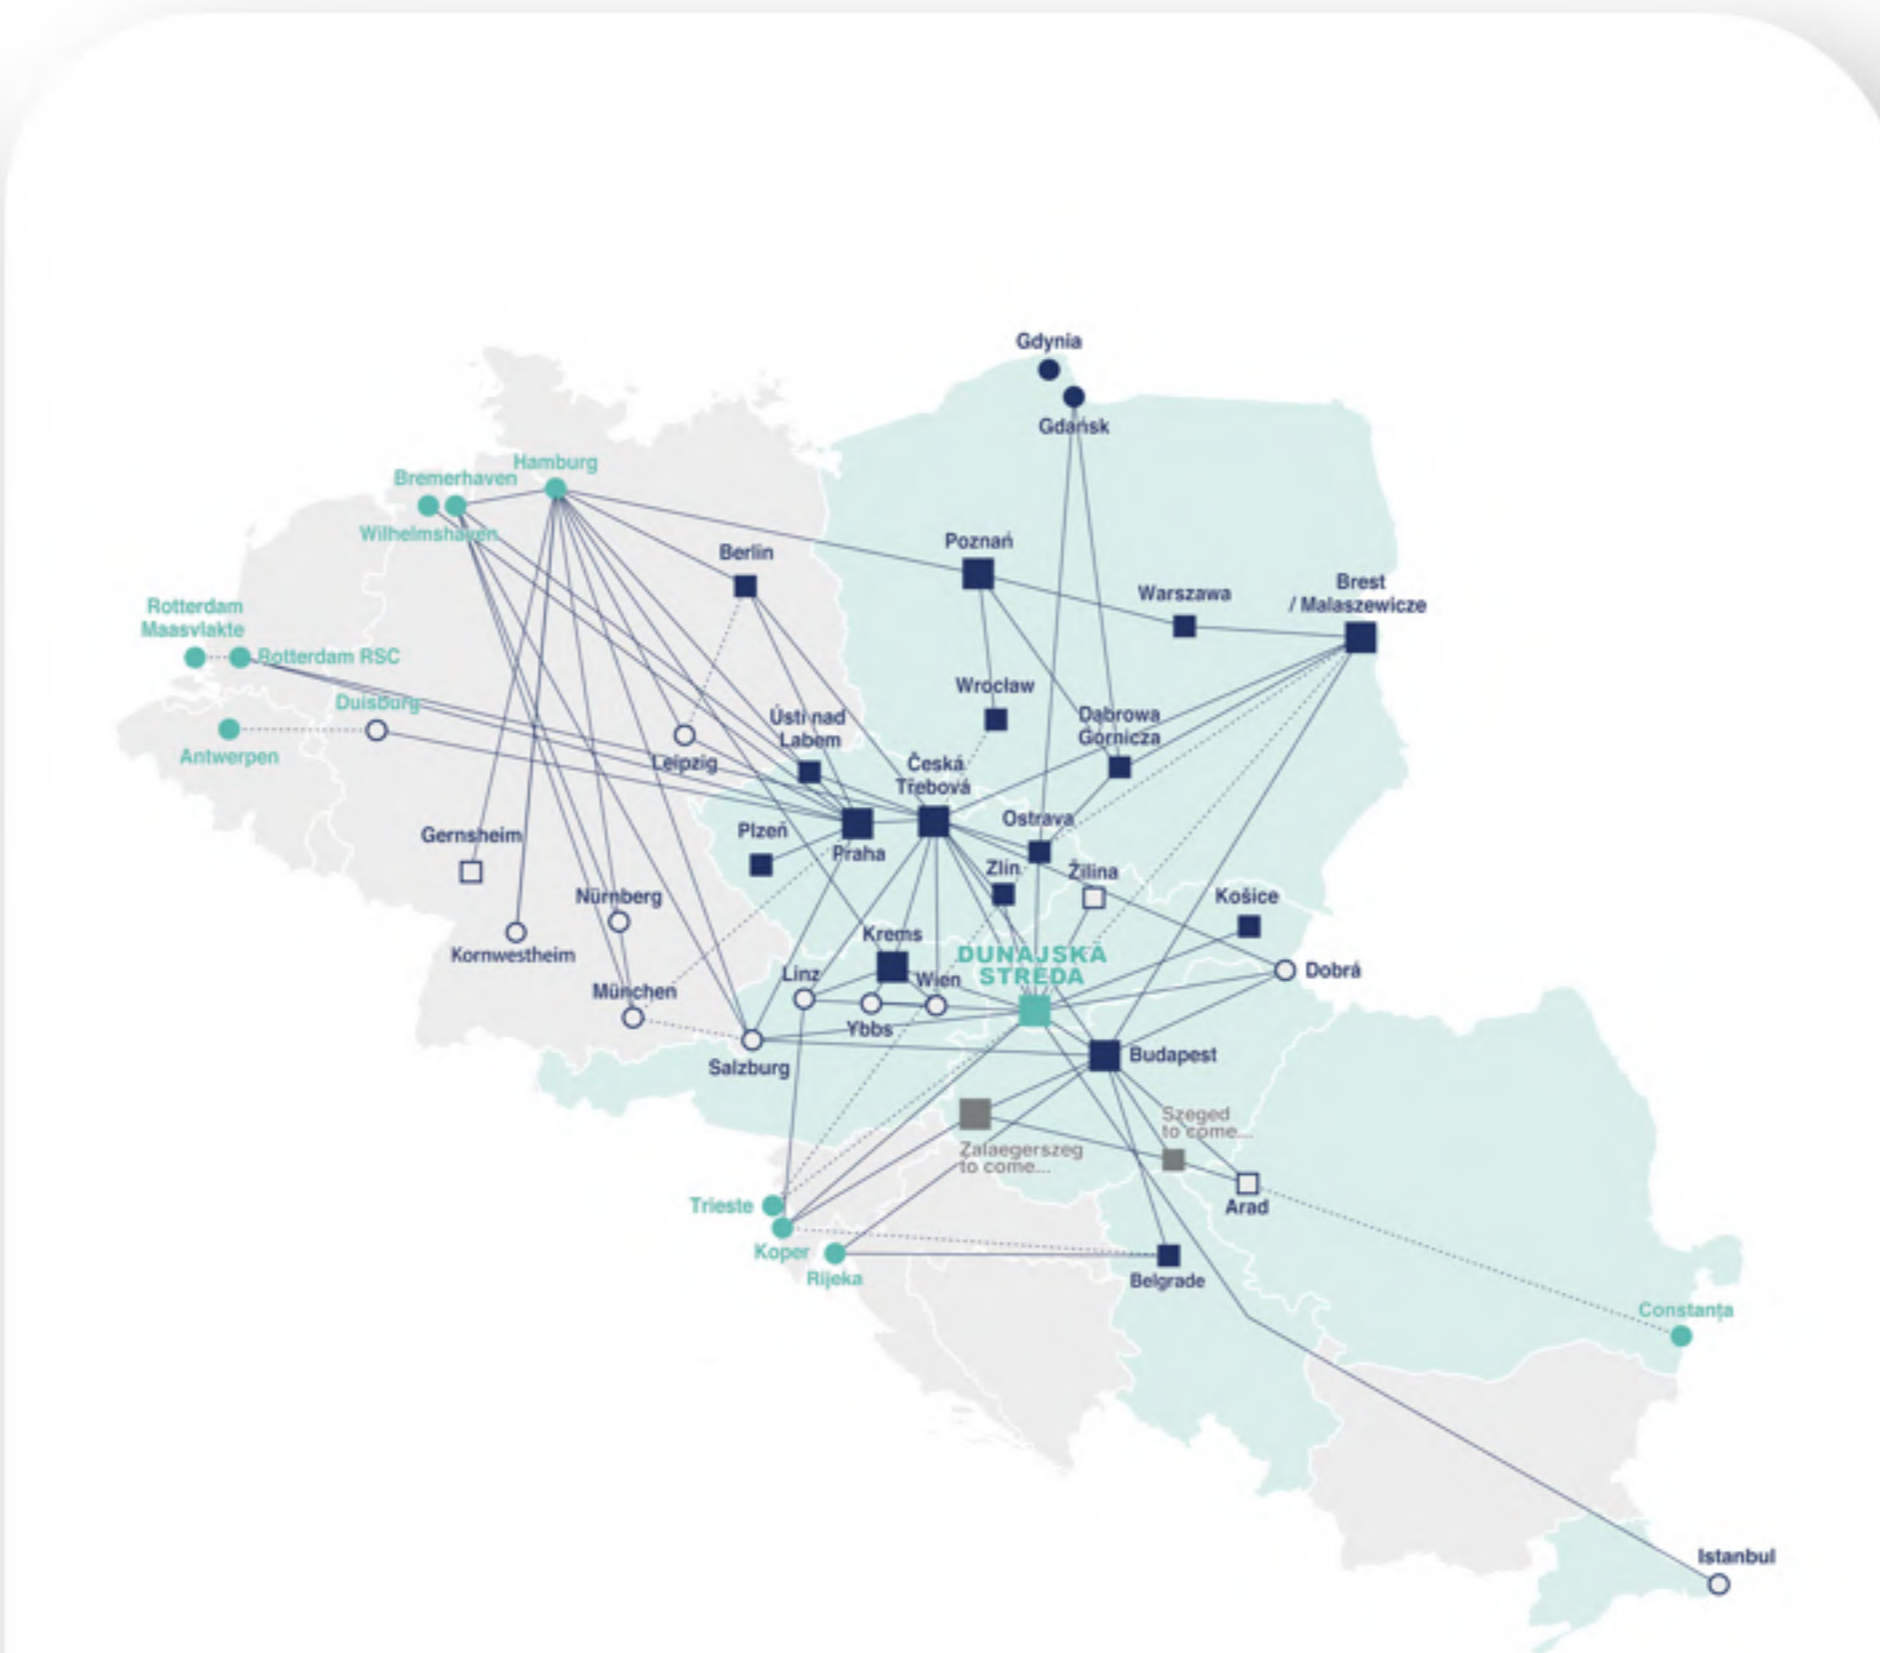 Gdynia
Gdańsk
Hamburg
Bremerhaven
Wilhelmshaven
Berlin
Poznań
Warszawa
Brest
/ Malaszewicze
Rotterdam
Maasvlakte
Rotterdam RSC
Duisburg
Antwerpen
Wrocław
Dąbrowa
Górnicza
Ústí nad
Labem
Leipzig
Česká
Třebová
Ostrava
Plzeň
Praha
Gernsheim
Zlín
Žilina
Košice
Nürnberg
Kornwestheim
Krems
DUNAJSKÁ
STREDA
Linz
Wien
Dobrá
München
Ybbs
Salzburg
Budapest
Szeged
to come...
Zalaegerszeg
to come...
Trieste
Arad
Koper
Rijeka
Belgrade
Constanța
Istanbul